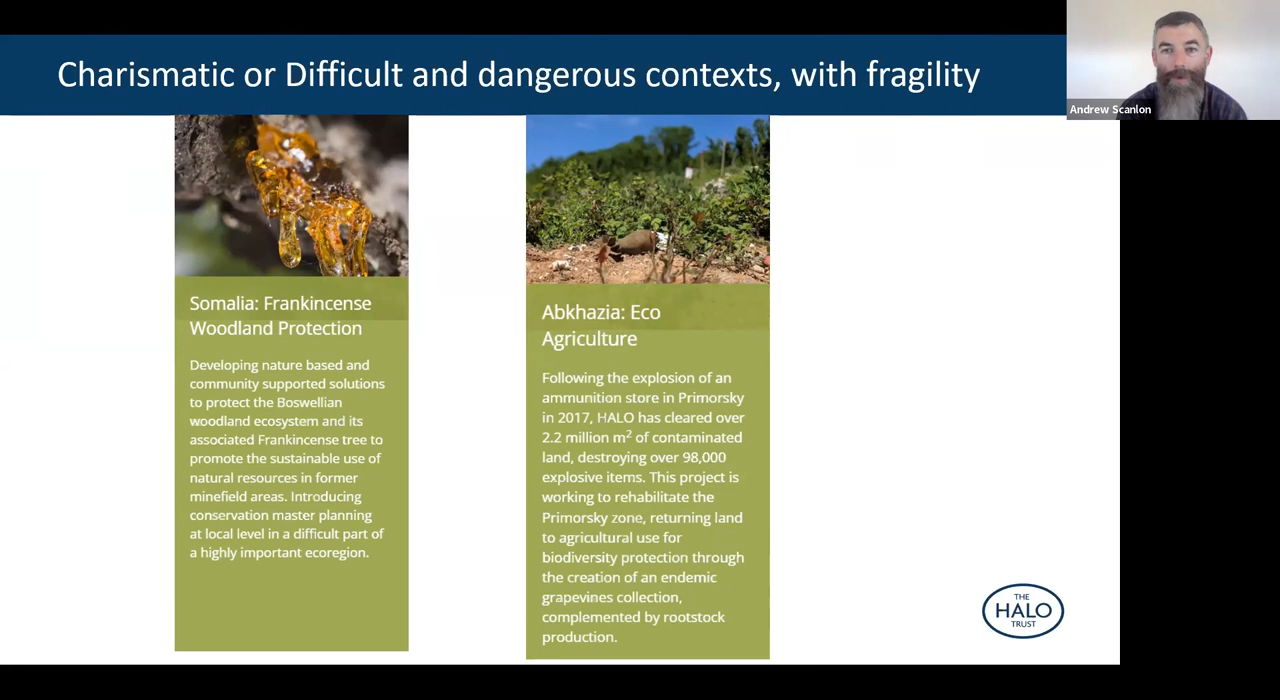 Charismatic or Difficult and dangerous contexts, with fragility
Andrew Scanlon
Somalia: Frankincense
Woodland Protection
Developing nature based and
community supported solutions
to protect the Boswellian
woodland ecosystem and its
associated Frankincense tree to
promote the sustainable use of
natural resources in former
minefield areas. Introducing
conservation master planning
at local level in a difficult part of
a highly important ecoregion.
Abkhazia: Eco
Agriculture
Following the explosion of an
ammunition store in Primorsky
in 2017, HALO has cleared over
2.2 million m² of contaminated
land, destroying over 98,000
explosive items. This project is
working to rehabilitate the
Primorsky zone, returning land
to agricultural use for
biodiversity protection through
the creation of an endemic
grapevines collection,
complemented by rootstock
production.
THE
HALO
TRUST